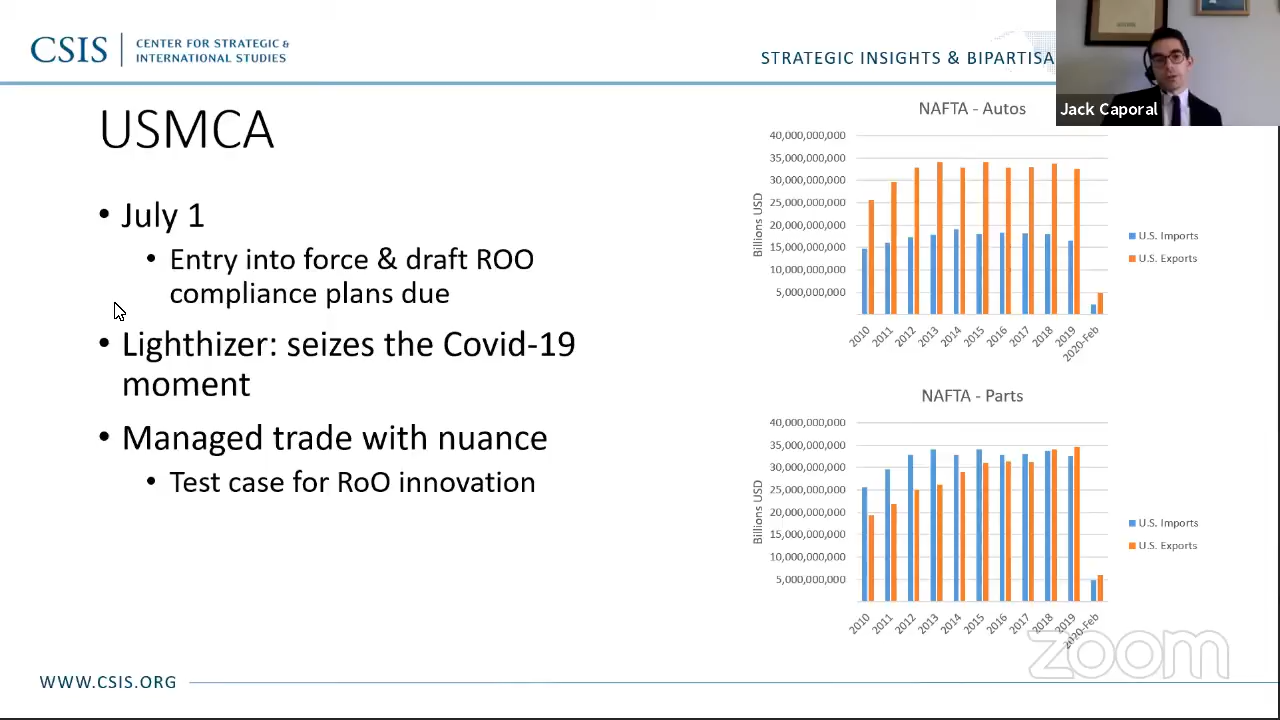 CSIS
CENTER FOR STRATEGIC &
INTERNATIONAL STUDIES
STRATEGIC INSIGHTS & BIPARTISA
Jack Caporal
USMCA
• July 1
• Entry into force & draft ROO
compliance plans due
• Lighthizer: seizes the Covid-19
moment
• Managed trade with nuance
• Test case for RoO innovation
NAFTA - Autos
Billions USD
40,000,000,000
35,000,000,000
30,000,000,000
25,000,000,000
20,000,000,000
15,000,000,000
10,000,000,000
5,000,000,000
2010
2011
2012
2013
2014
2015
2016
2017
2018
2019
2020-Feb
U.S. Imports
U.S. Exports
NAFTA - Parts
Billions USD
40,000,000,000
35,000,000,000
30,000,000,000
25,000,000,000
20,000,000,000
15,000,000,000
10,000,000,000
5,000,000,000
2010
2011
2012
2013
2014
2015
2016
2017
2018
2019
2020-Feb
U.S. Imports
U.S. Exports
zoom
WWW.CSIS.ORG